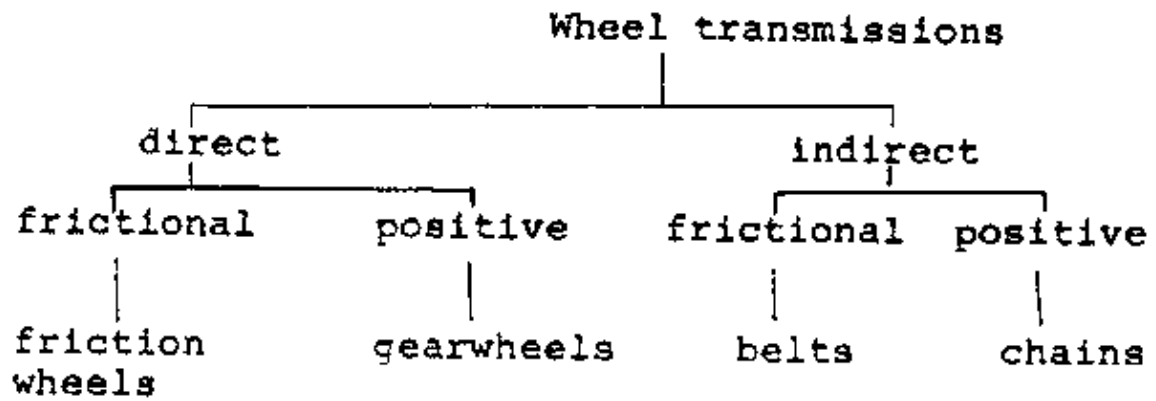 Wheel transmissions
direct
indirect
frictional
positive
frictional
positive
friction
wheels
gearwheels
belts
chains